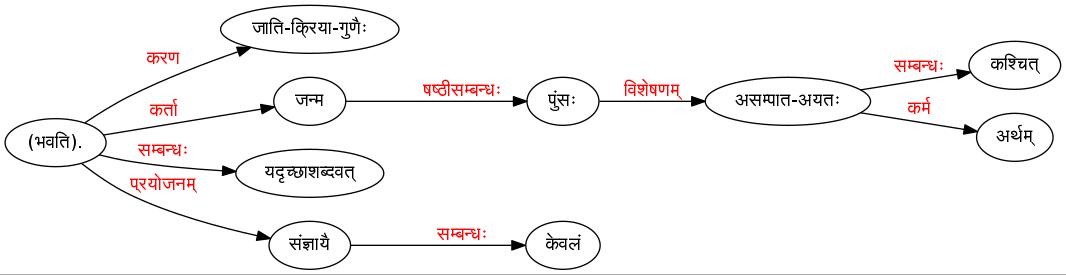 जाति-क्रिया-गुणैः
करण
कश्चित्
सम्बन्धः
कर्ता
जन्म
षष्ठीसम्बन्धः
पुंसः
विशेषणम्
असम्पात-अयतः
कर्म
अर्थम्
(भवति).
सम्बन्धः
यदृच्छाशब्दवत्
प्रयोजनम्
संज्ञायै
सम्बन्धः
केवलं